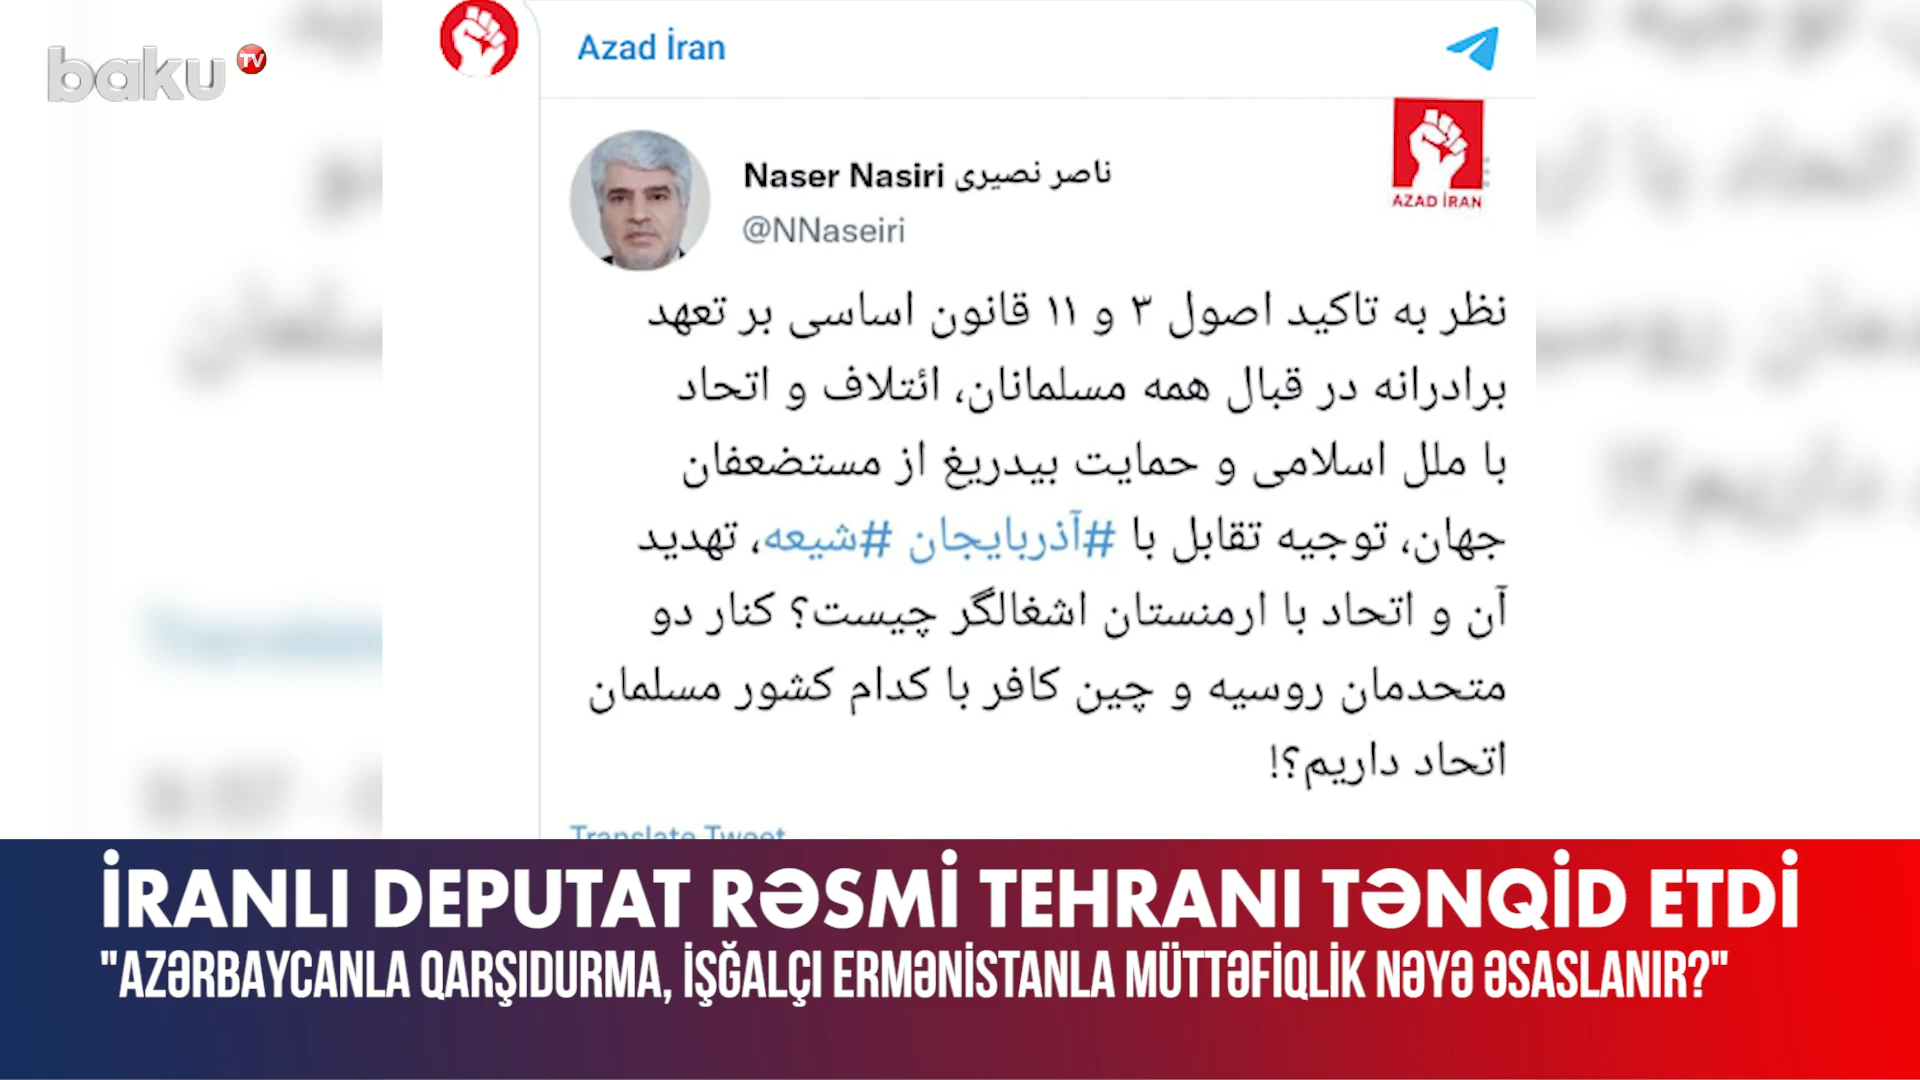 baku TV
Azad İran
AZAD İRAN
Naser Nasiri ناصر نصیری
@NNaseiri
نظر به تاکید اصول ۳ و ۱۱ قانون اساسی بر تعهد
برادرانه در قبال همه مسلمانان، ائتلاف و اتحاد
با ملل اسلامی و حمایت بیدریغ از مستضعفان
جهان، توجیه تقابل با #آذربایجان #شیعه، تهدید
آن و اتحاد با ارمنستان اشغالگر چیست؟ کنار دو
متحدمان روسیه و چین کافر با کدام کشور مسلمان
اتحاد داریم؟!
Translate Tweet
İRANLI DEPUTAT RƏSMİ TEHRANI TƏNQİD ETDİ
"AZƏRBAYCANLA QARŞIDURMA, İŞĞALÇI ERMƏNİSTANLA MÜTTƏFİQLİK NƏYƏ ƏSASLANIR?"